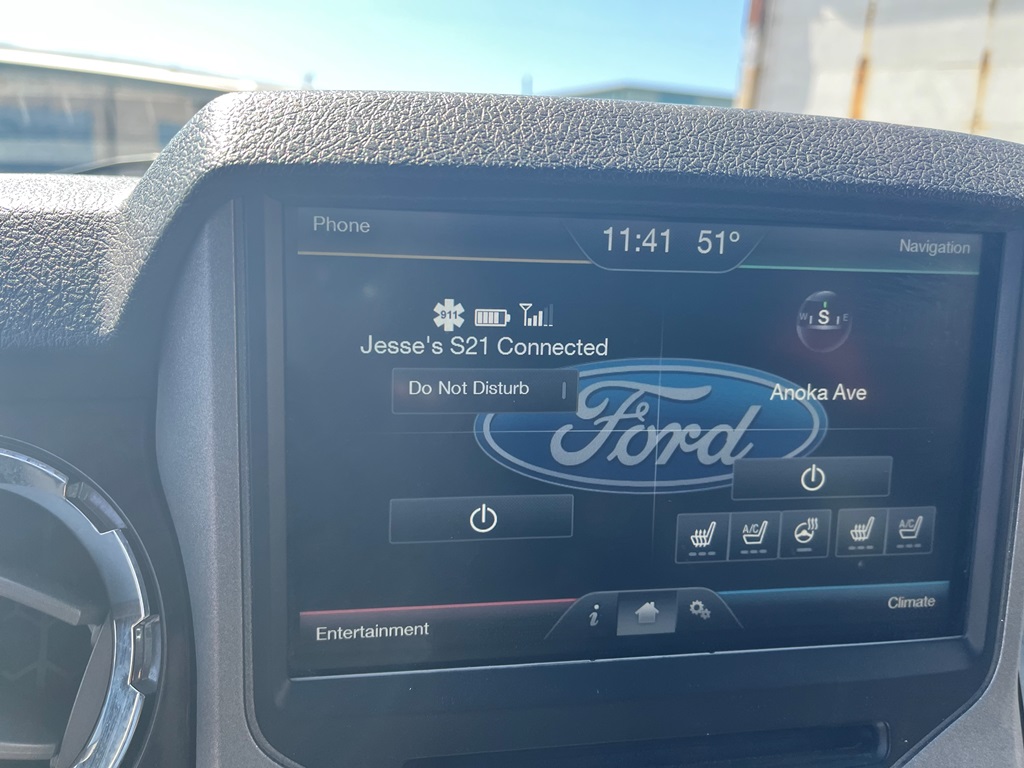 Phone
11:41 51°
Navigation
911
Jesse's S21 Connected
Do Not Disturb
W S E
Anoka Ave
Ford
A/C
A/C
Entertainment
i
Climate